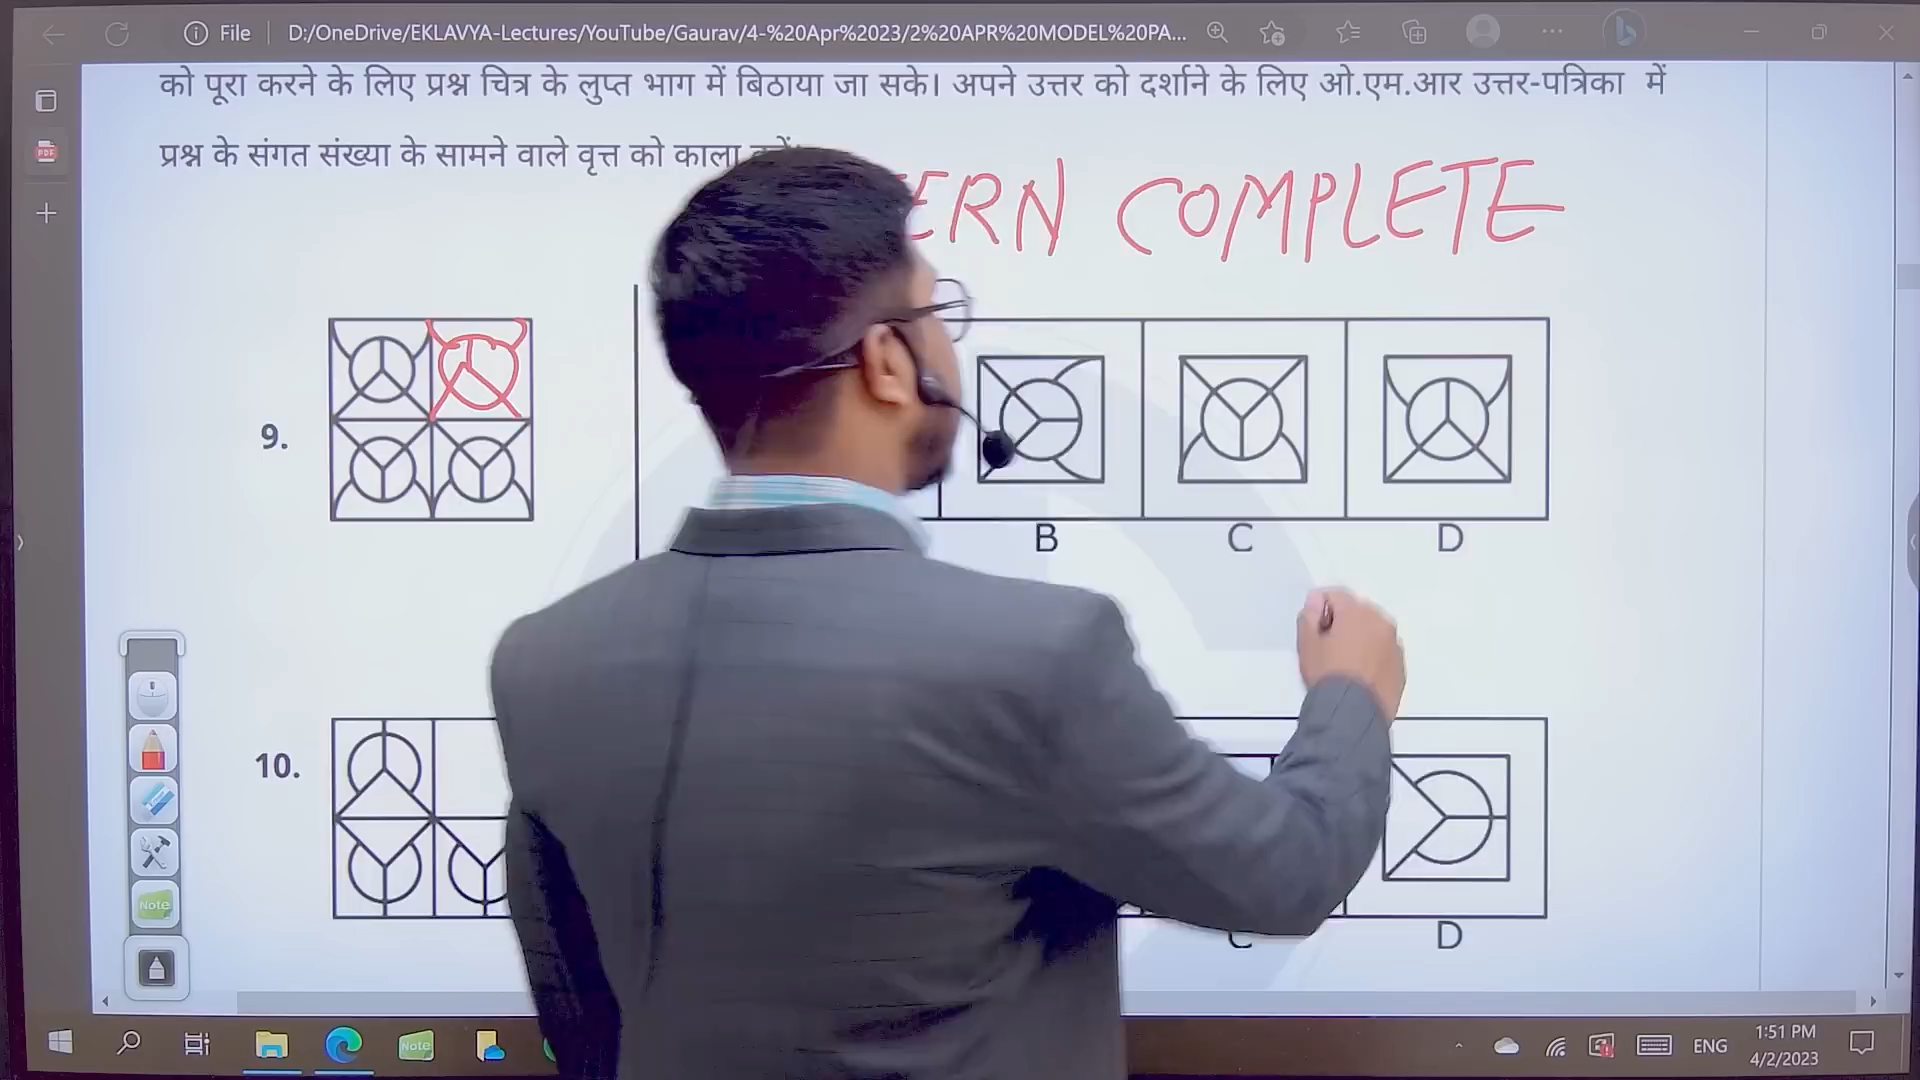 File
D:/OneDrive/EKLAVYA-Lectures/YouTube/Gaurav/4-%20Apr%2023/2%20APR%20MODEL%20PA...
को पूरा करने के लिए प्रश्न चित्र के लुप्त भाग में बिठाया जा सके। अपने उत्तर को दर्शाने के लिए ओ.एम.आर उत्तर-पत्रिका में
प्रश्न के संगत संख्या के सामने वाले वृत्त को काला
ERN COMPLETE
PDF
9.
B C D
10.
C D
Note
Note
ENG
1:51 PM
4/2/2023